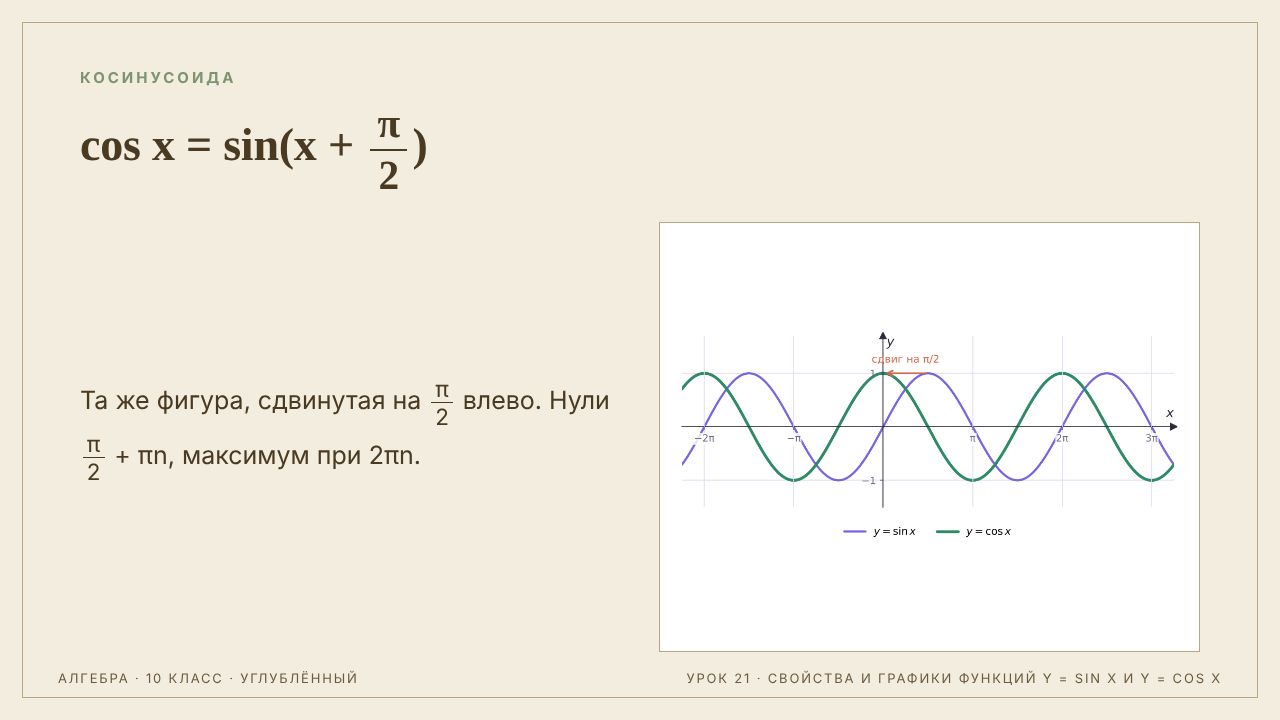 КОСИНУСОИДА
cos x = sin(x + π/2)
Та же фигура, сдвинутая на π/2 влево. Нули
π/2 + πn, максимум при 2πn.
y
сдвиг на π/2
1
x
−2π −π π 2π 3π
−1
y = sin x y = cos x
АЛГЕБРА · 10 КЛАСС · УГЛУБЛЁННЫЙ
УРОК 21 · СВОЙСТВА И ГРАФИКИ ФУНКЦИЙ Y = SIN X И Y = COS X